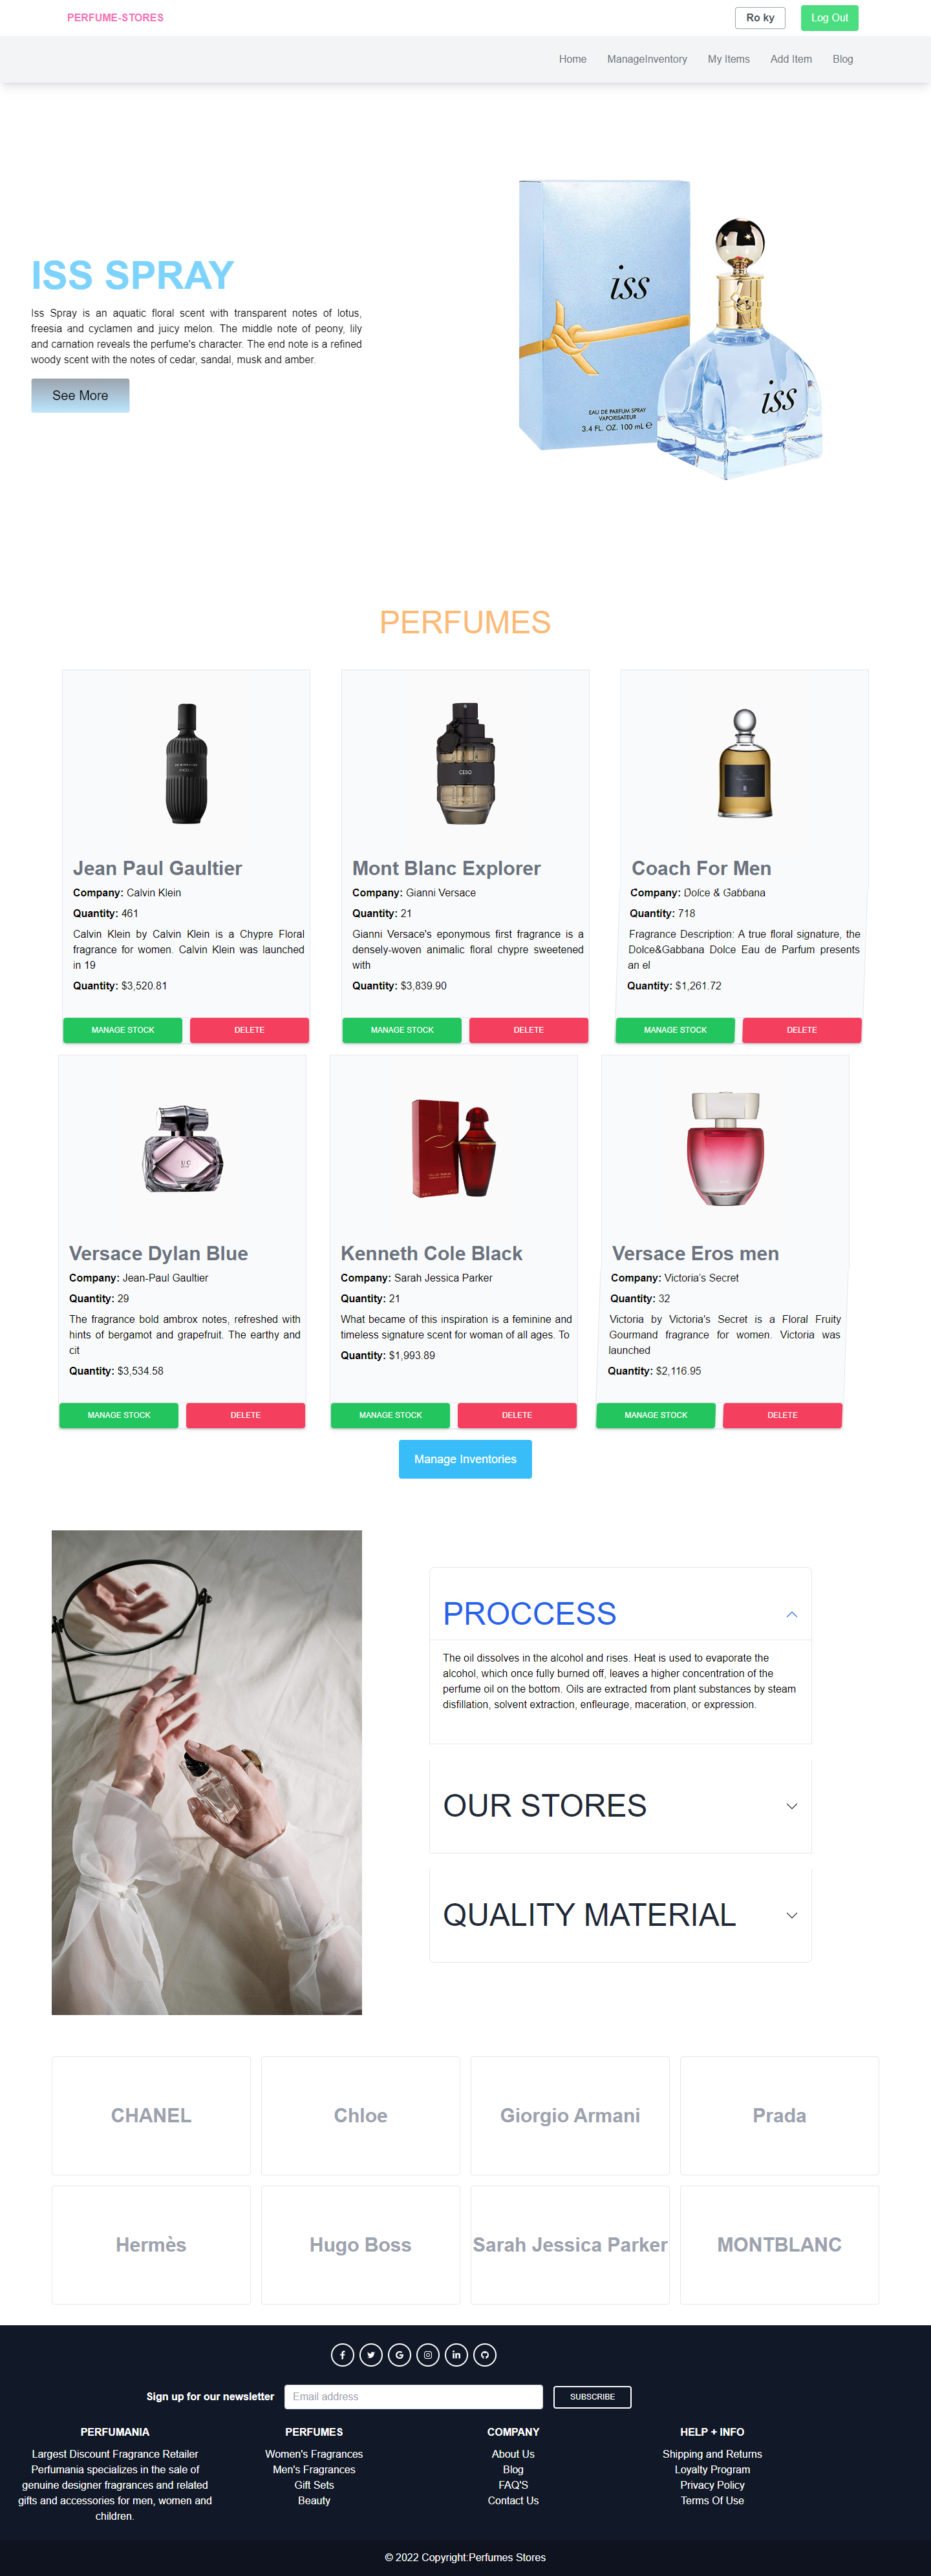 PERFUME-STORES
Ro ky
Log Out
Home
ManageInventory
My Items
Add Item
Blog
ISS SPRAY
Iss Spray is an aquatic floral scent with transparent notes of lotus,
freesia and cyclamen and juicy melon. The middle note of peony, lily
and carnation reveals the perfume's character. The end note is a refined
woody scent with the notes of cedar, sandal, musk and amber.
See More
iss
EAU DE PARFUM SPRAY
VAPORISATEUR
3.4 FL. OZ. 100 mL ℮
iss
PERFUMES
Jean Paul Gaultier
Company: Calvin Klein
Quantity: 461
Calvin Klein by Calvin Klein is a Chypre Floral
fragrance for women. Calvin Klein was launched
in 19
Quantity: $3,520.81
MANAGE STOCK
DELETE
CEBO
Mont Blanc Explorer
Company: Gianni Versace
Quantity: 21
Gianni Versace's eponymous first fragrance is a
densely-woven animalic floral chypre sweetened
with
Quantity: $3,839.90
MANAGE STOCK
DELETE
Coach For Men
Company: Dolce & Gabbana
Quantity: 718
Fragrance Description: A true floral signature, the
Dolce&Gabbana Dolce Eau de Parfum presents
an el
Quantity: $1,261.72
MANAGE STOCK
DELETE
UC
Versace Dylan Blue
Company: Jean-Paul Gaultier
Quantity: 29
The fragrance bold ambrox notes, refreshed with
hints of bergamot and grapefruit. The earthy and
cit
Quantity: $3,534.58
MANAGE STOCK
DELETE
Kenneth Cole Black
Company: Sarah Jessica Parker
Quantity: 21
What became of this inspiration is a feminine and
timeless signature scent for woman of all ages. To
Quantity: $1,993.89
MANAGE STOCK
DELETE
Versace Eros men
Company: Victoria's Secret
Quantity: 32
Victoria by Victoria's Secret is a Floral Fruity
Gourmand fragrance for women. Victoria was
launched
Quantity: $2,116.95
MANAGE STOCK
DELETE
Manage Inventories
PROCCESS
The oil dissolves in the alcohol and rises. Heat is used to evaporate the
alcohol, which once fully burned off, leaves a higher concentration of the
perfume oil on the bottom. Oils are extracted from plant substances by steam
disfillation, solvent extraction, enfleurage, maceration, or expression.
OUR STORES
QUALITY MATERIAL
CHANEL
Chloe
Giorgio Armani
Prada
Hermès
Hugo Boss
Sarah Jessica Parker
MONTBLANC
Sign up for our newsletter
Email address
SUBSCRIBE
PERFUMANIA
Largest Discount Fragrance Retailer
Perfumania specializes in the sale of
genuine designer fragrances and related
gifts and accessories for men, women and
children.
PERFUMES
Women's Fragrances
Men's Fragrances
Gift Sets
Beauty
COMPANY
About Us
Blog
FAQ'S
Contact Us
HELP + INFO
Shipping and Returns
Loyalty Program
Privacy Policy
Terms Of Use
© 2022 Copyright:Perfumes Stores